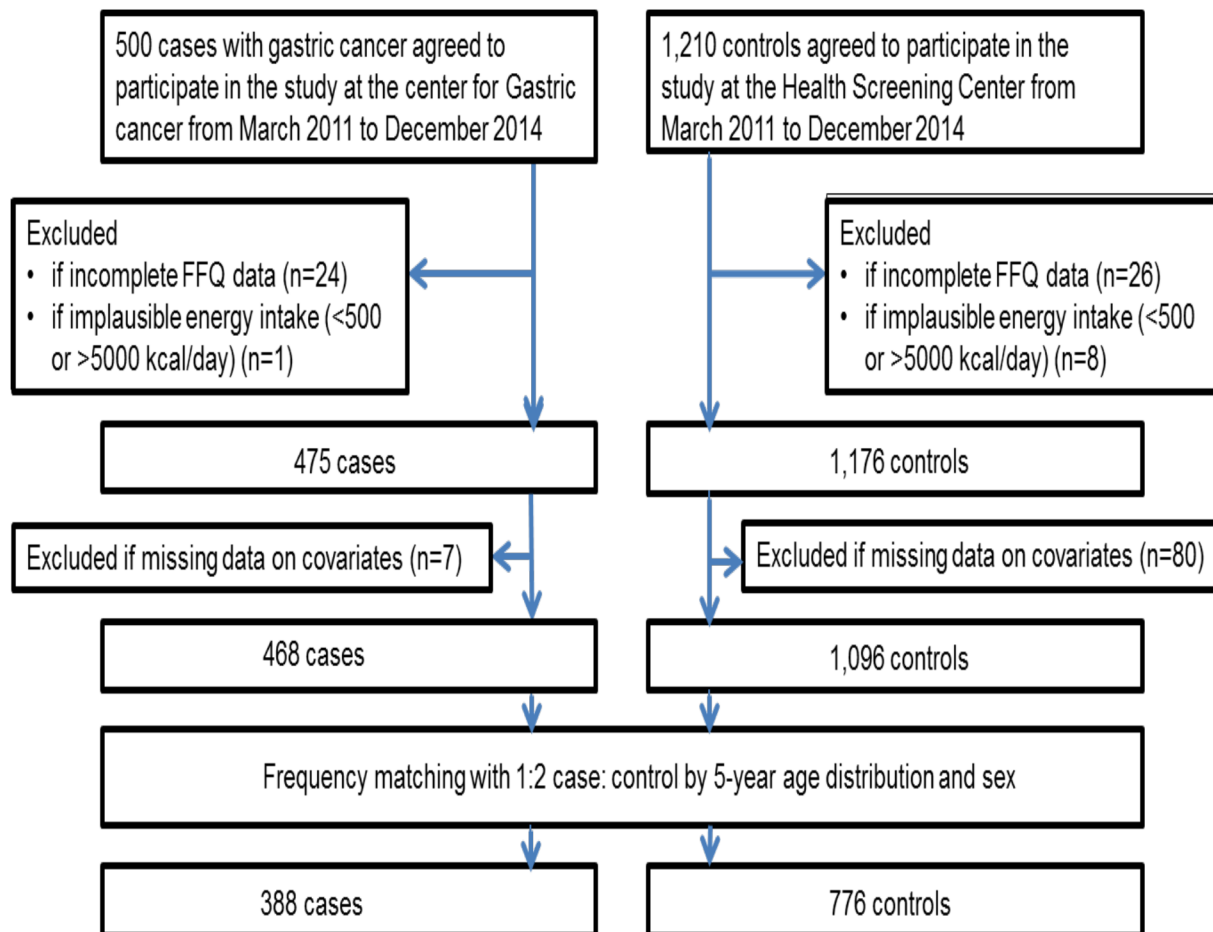 500 cases with gastric cancer agreed to
participate in the study at the center for Gastric
cancer from March 2011 to December 2014
1,210 controls agreed to participate in the
study at the Health Screening Center from
March 2011 to December 2014
Excluded
• if incomplete FFQ data (n=24)
• if implausible energy intake (<500
or >5000 kcal/day) (n=1)
Excluded
• if incomplete FFQ data (n=26)
• if implausible energy intake (<500
or >5000 kcal/day) (n=8)
475 cases
1,176 controls
Excluded if missing data on covariates (n=7)
Excluded if missing data on covariates (n=80)
468 cases
1,096 controls
Frequency matching with 1:2 case: control by 5-year age distribution and sex
388 cases
776 controls